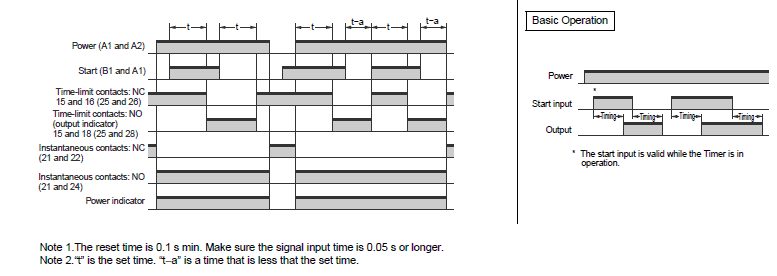 t t t t–a t t–a
Power (A1 and A2)
Start (B1 and A1)
Time-limit contacts: NC
15 and 16 (25 and 26)
Time-limit contacts: NO
(output indicator)
15 and 18 (25 and 28)
Instantaneous contacts: NC
(21 and 22)
Instantaneous contacts: NO
(21 and 24)
Power indicator
Note 1.The reset time is 0.1 s min. Make sure the signal input time is 0.05 s or longer.
Note 2."t" is the set time. "t–a" is a time that is less that the set time.
Basic Operation
Power
*
Start input
Timing Timing Timing Timing
Output
* The start input is valid while the Timer is in
operation.